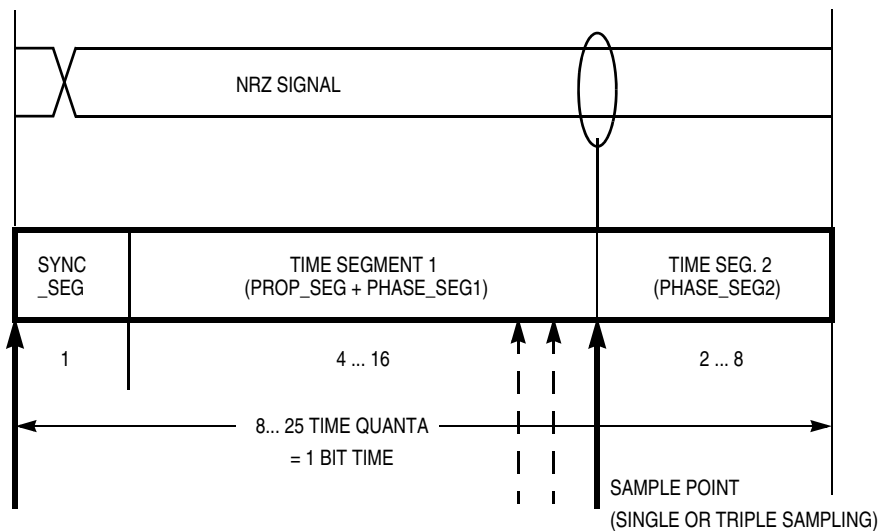 NRZ SIGNAL
SYNC
_SEG
TIME SEGMENT 1
(PROP_SEG + PHASE_SEG1)
TIME SEG. 2
(PHASE_SEG2)
1
4 ... 16
2 ... 8
8... 25 TIME QUANTA
= 1 BIT TIME
SAMPLE POINT
(SINGLE OR TRIPLE SAMPLING)